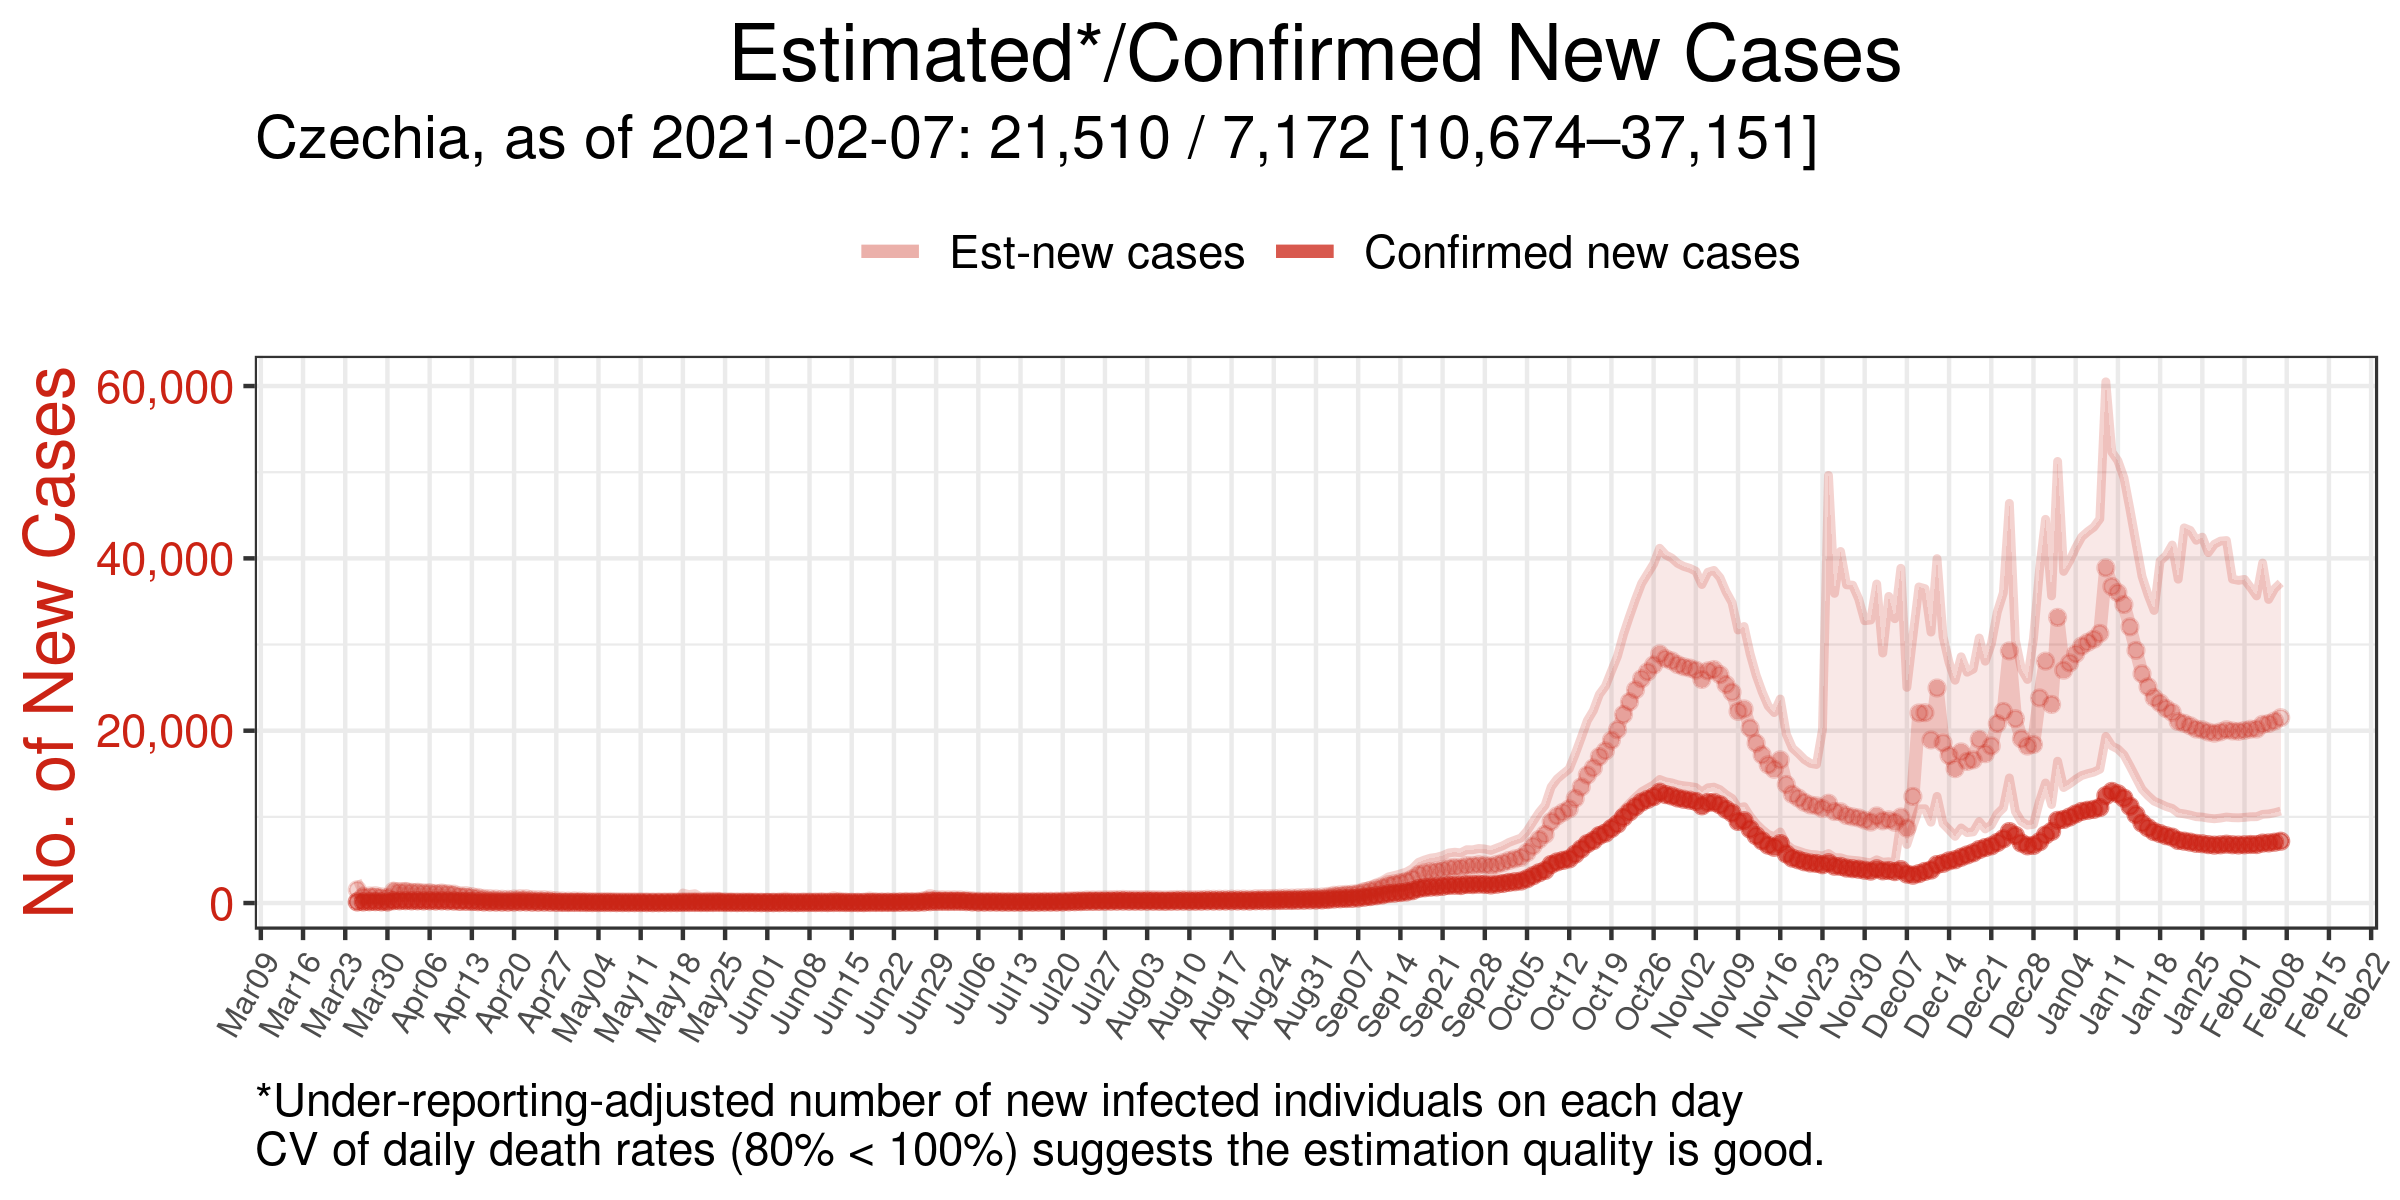 Estimated*/Confirmed New Cases
Czechia, as of 2021-02-07: 21,510 / 7,172 [10,674–37,151]
Est-new cases Confirmed new cases
No. of New Cases
60,000
40,000
20,000
0
Mar09 Mar16 Mar23 Mar30 Apr06 Apr13 Apr20 Apr27 May04 May11 May18 May25 Jun01 Jun08 Jun15 Jun22 Jun29 Jul06 Jul13 Jul20 Jul27 Aug03 Aug10 Aug17 Aug24 Aug31 Sep07 Sep14 Sep21 Sep28 Oct05 Oct12 Oct19 Oct26 Nov02 Nov09 Nov16 Nov23 Nov30 Dec07 Dec14 Dec21 Dec28 Jan04 Jan11 Jan18 Jan25 Feb01 Feb08 Feb15 Feb22
*Under-reporting-adjusted number of new infected individuals on each day
CV of daily death rates (80% < 100%) suggests the estimation quality is good.